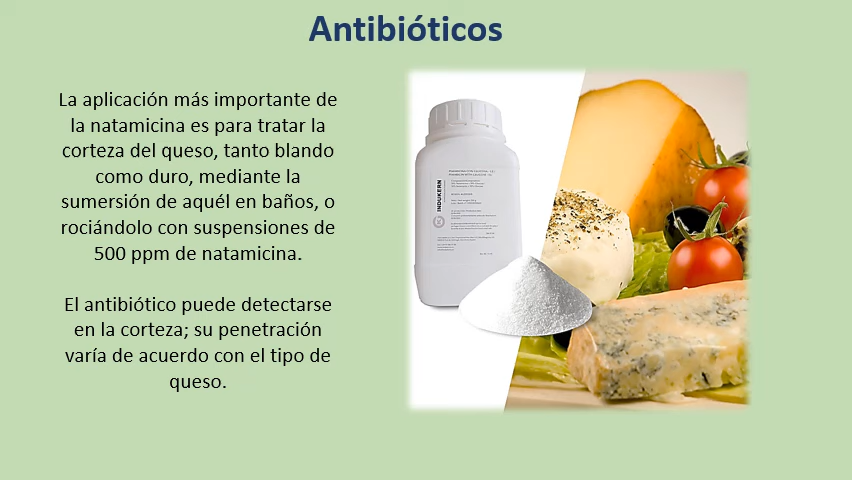 Antibióticos
La aplicación más importante de
la natamicina es para tratar la
corteza del queso, tanto blando
como duro, mediante la
sumersión de aquél en baños, o
rociándolo con suspensiones de
500 ppm de natamicina.
El antibiótico puede detectarse
en la corteza; su penetración
varía de acuerdo con el tipo de
queso.
INDUKERN